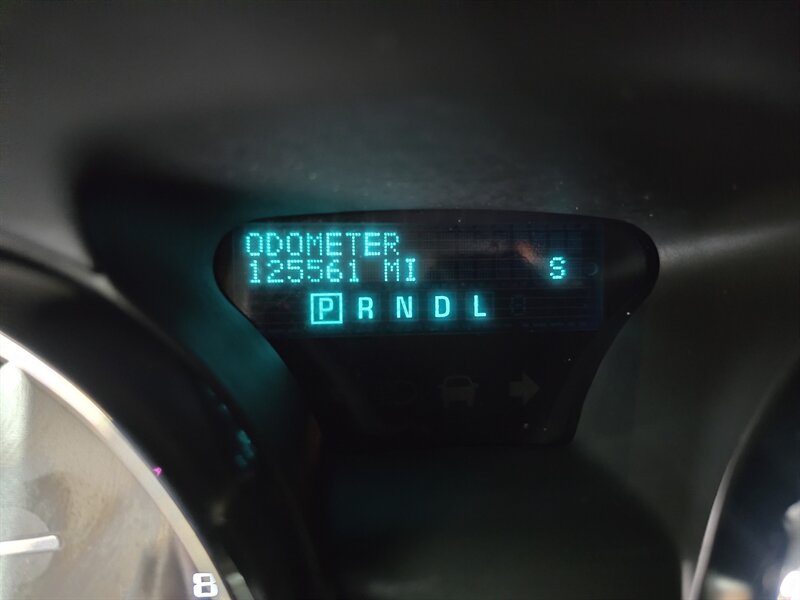 ODOMETER
125561 MI S
P R N D L
8